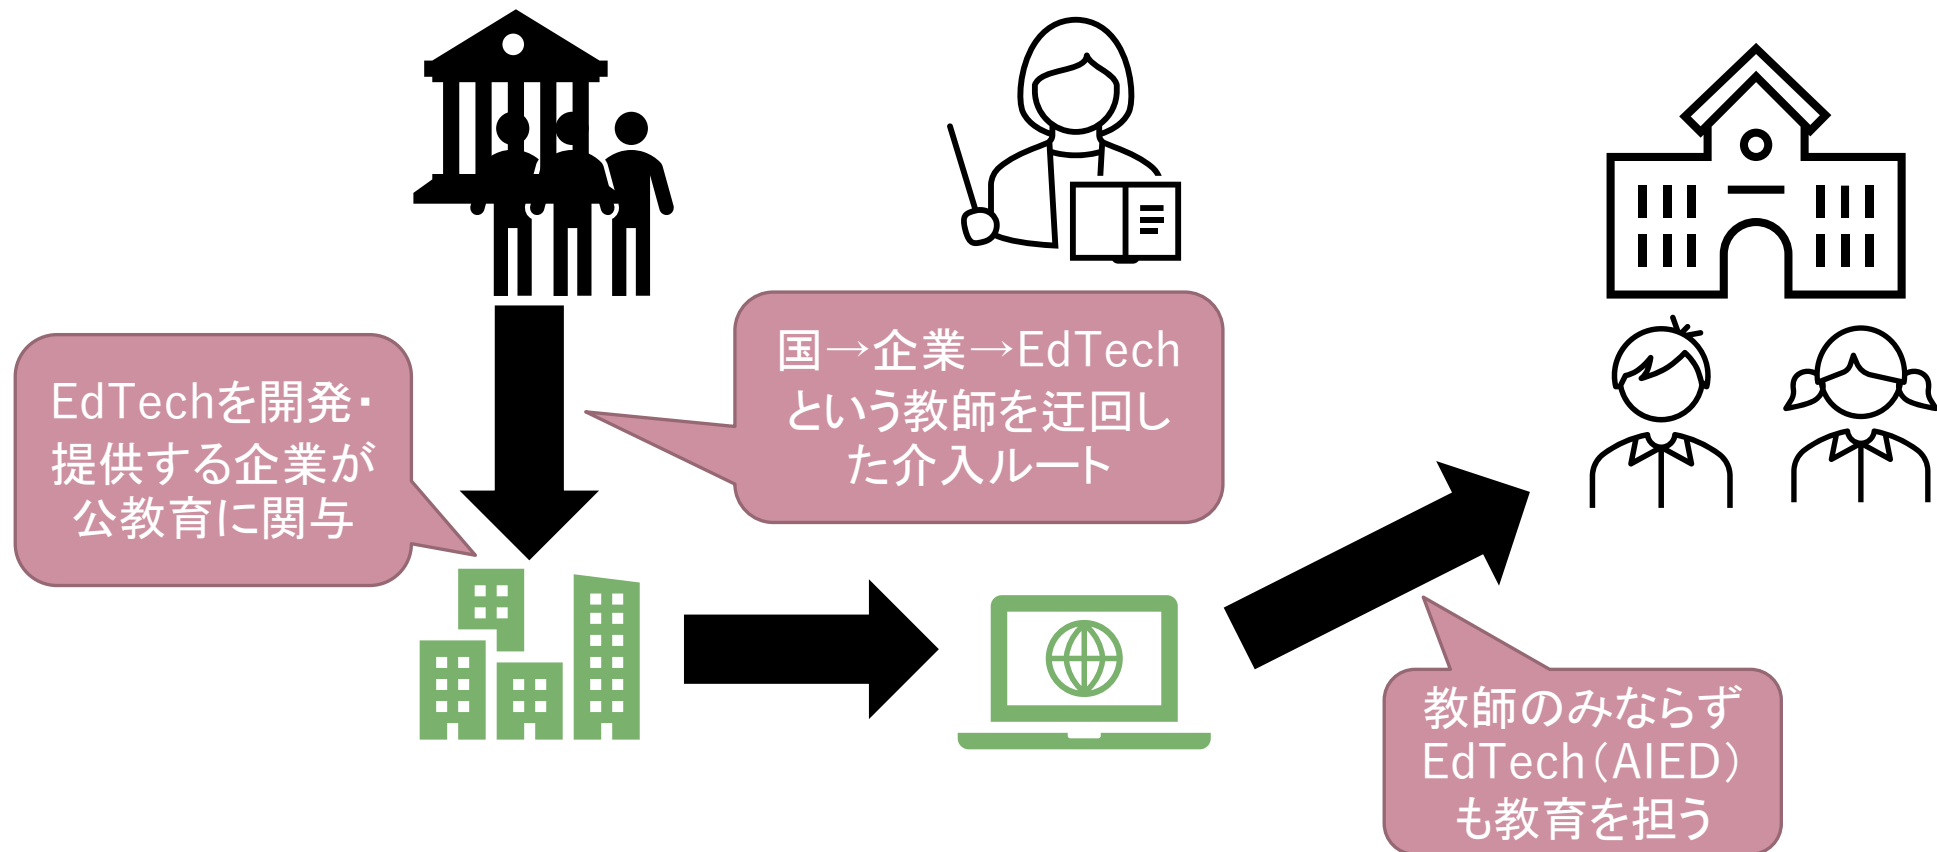 EdTechを開発・
提供する企業が
公教育に関与
国→企業→EdTech
という教師を迂回し
た介入ルート
教師のみならず
EdTech（AIED）
も教育を担う